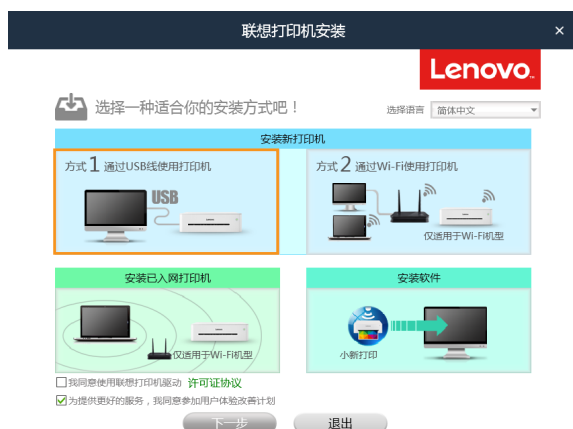 联想打印机安装
×
Lenovo.
选择一种适合你的安装方式吧！
选择语言 简体中文
安装新打印机
方式1 通过USB线使用打印机
方式2 通过Wi-Fi使用打印机
USB
仅适用于Wi-Fi机型
安装已入网打印机
安装软件
仅适用于Wi-Fi机型
小新打印
我同意使用联想打印机驱动 许可证协议
为提供更好的服务，我同意参加用户体验改善计划
下一步 退出